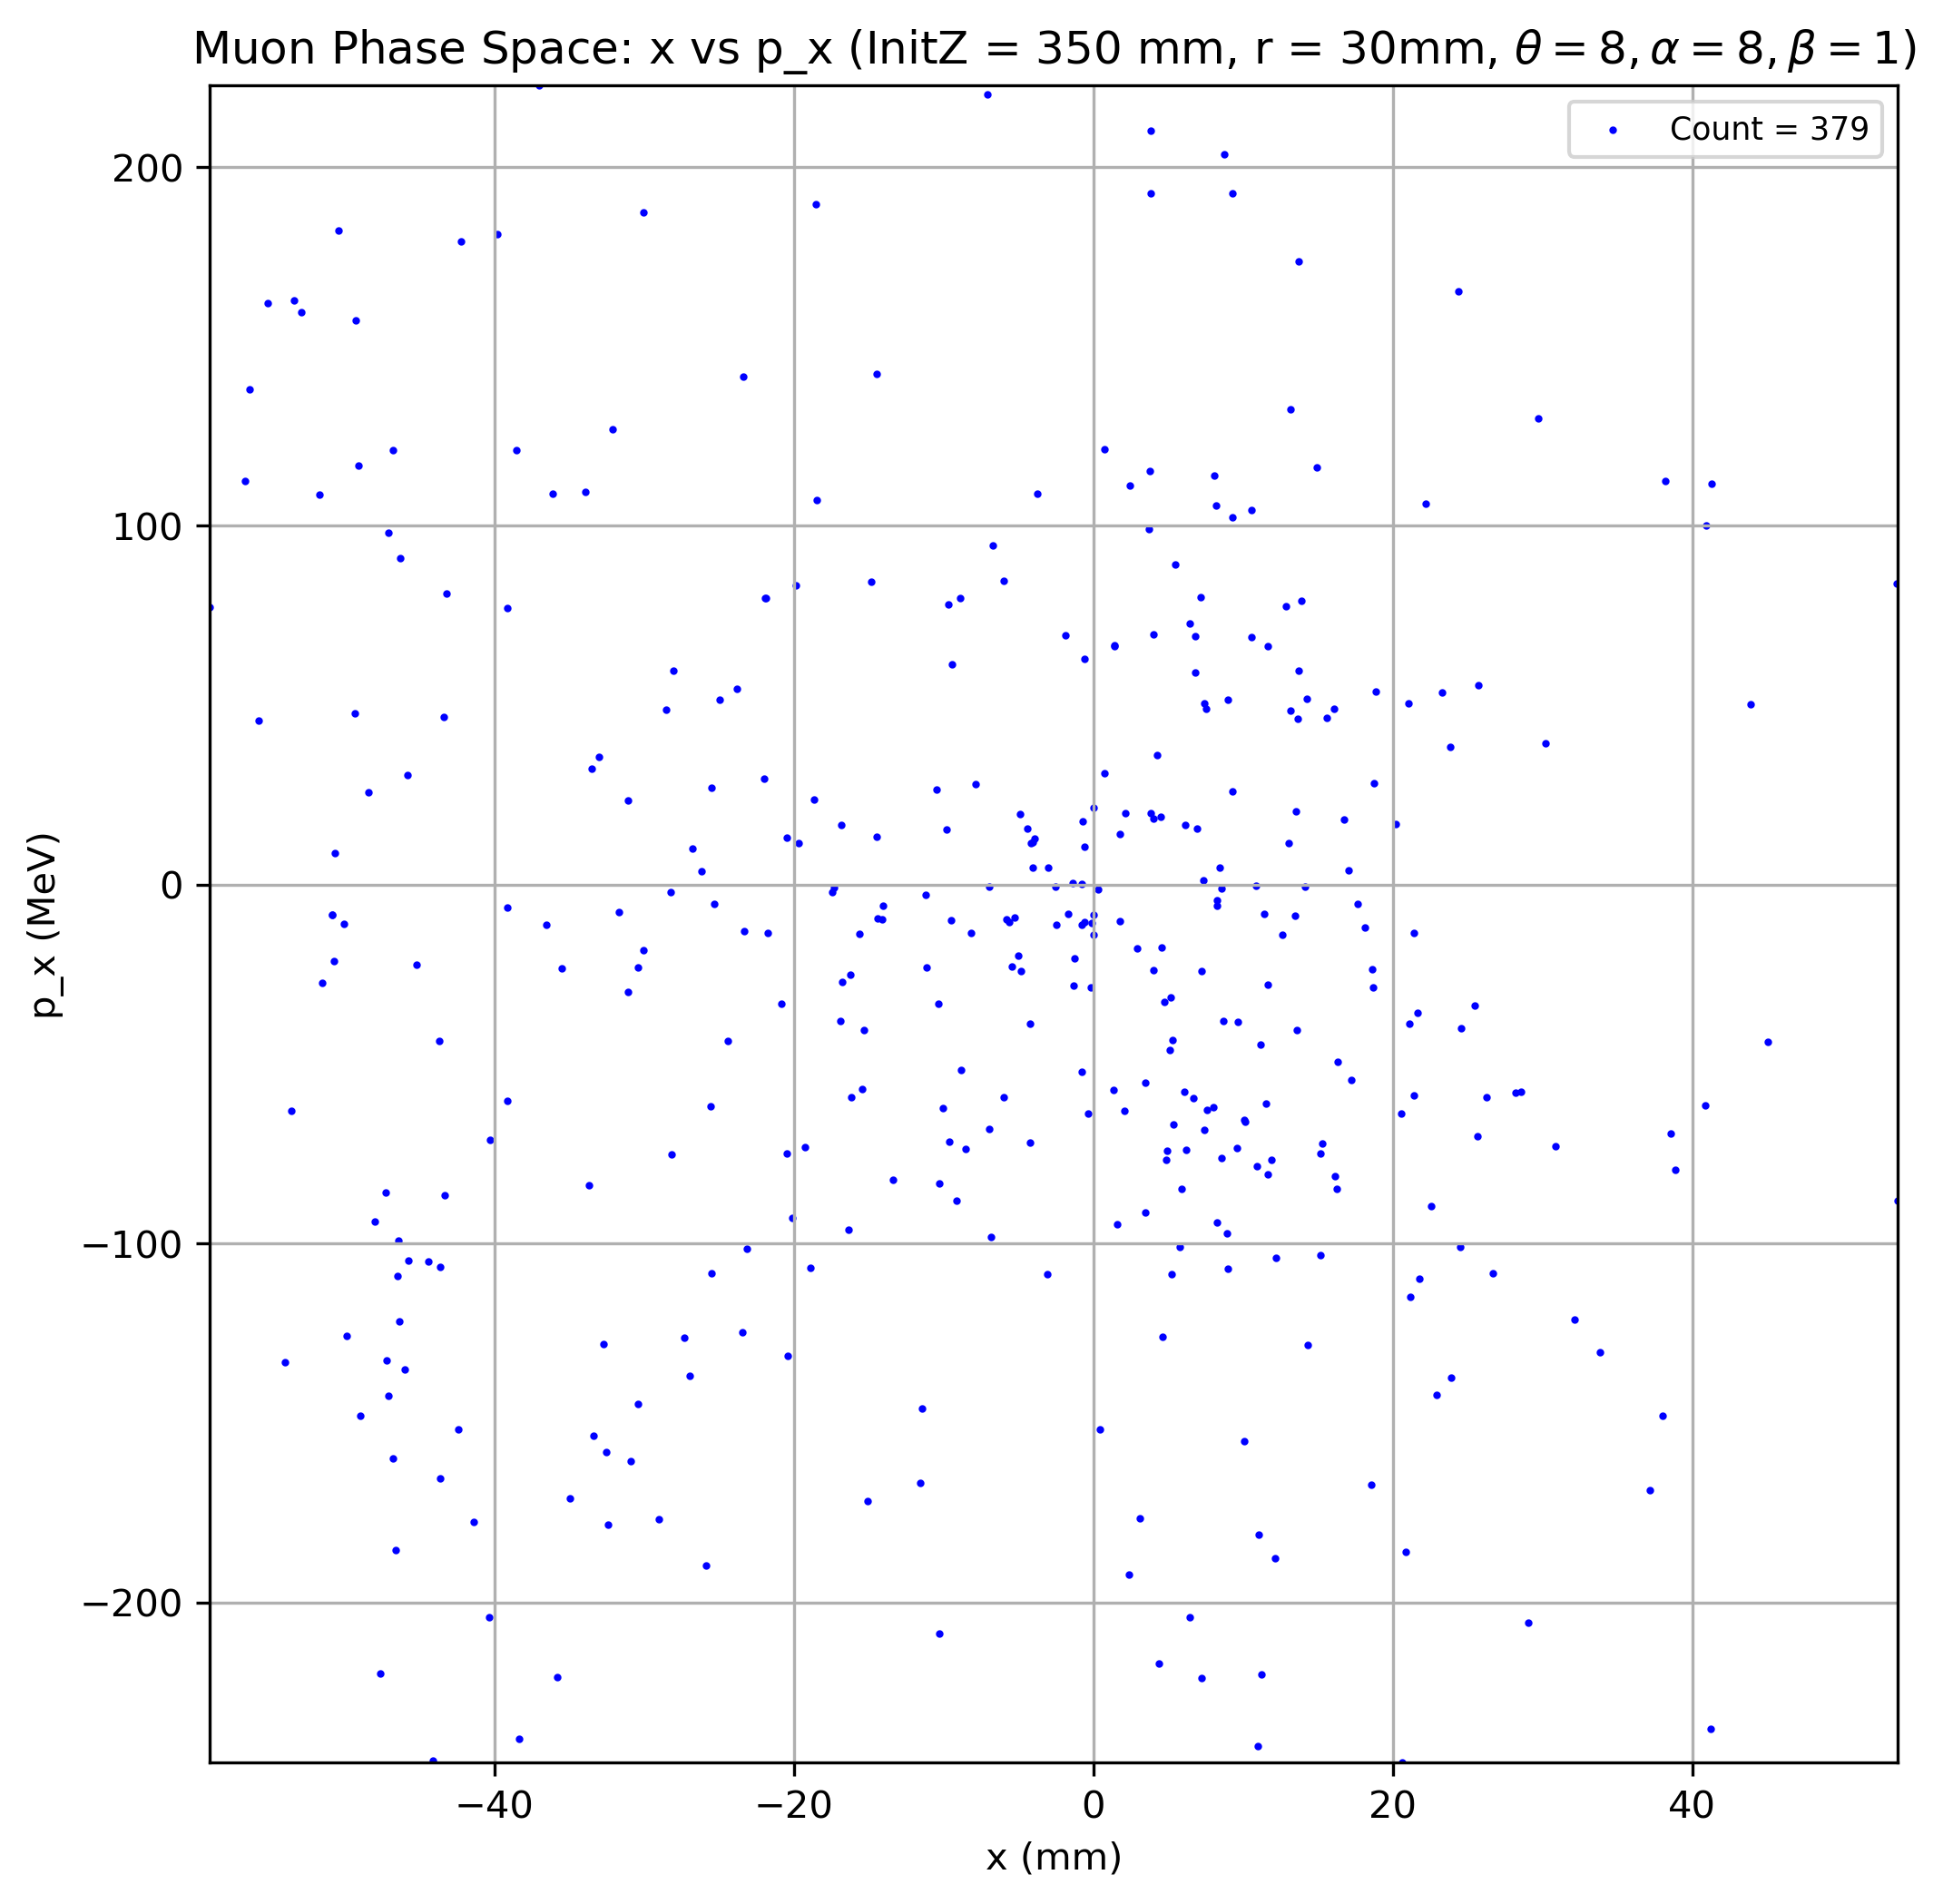 Muon Phase Space: x vs p_x (InitZ = 350 mm, r = 30mm, θ = 8, α = 8, β = 1)
Count = 379
200
100
0
−100
−200
p_x (MeV)
−40 −20 0 20 40
x (mm)